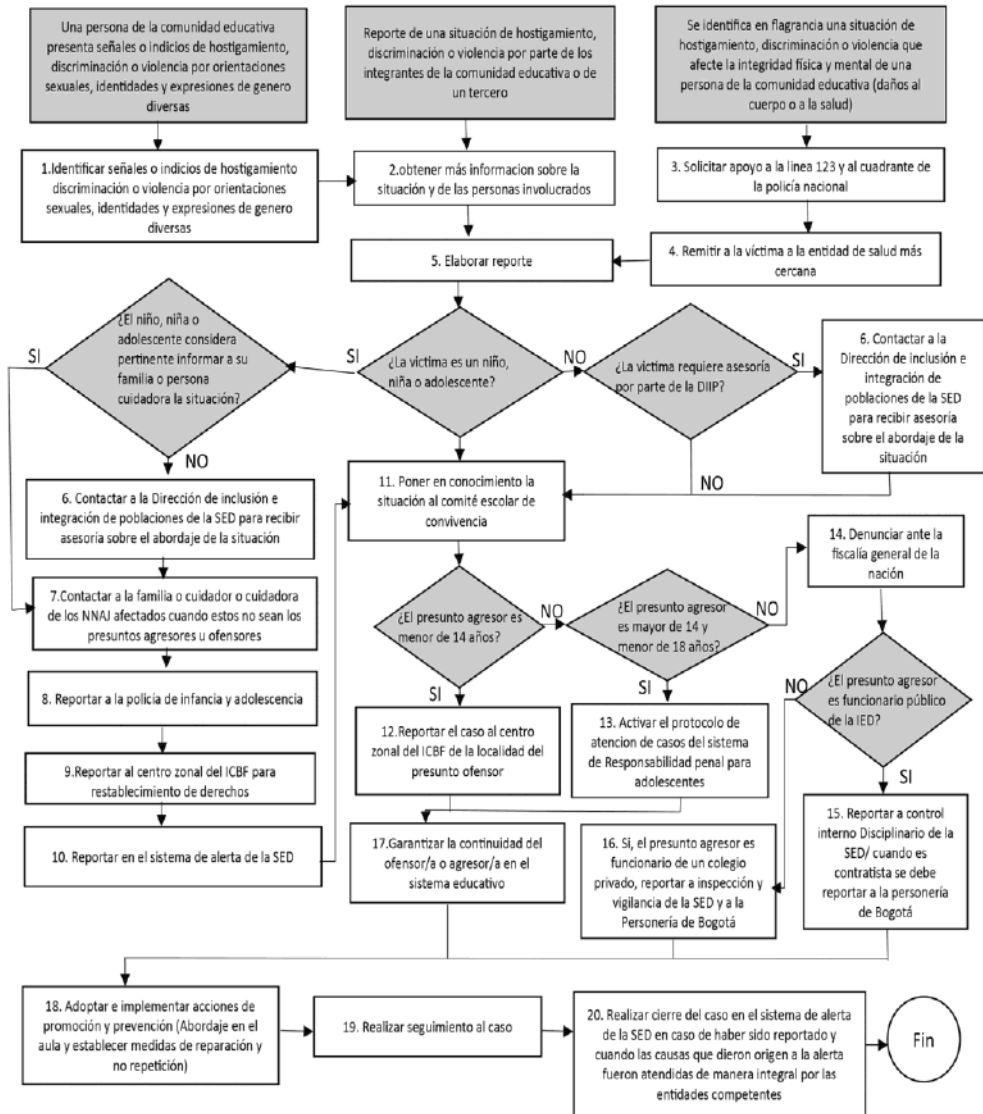 Una persona de la comunidad educativa
presenta señales o indicios de hostigamiento,
discriminación o violencia por orientaciones
sexuales, identidades y expresiones de genero
diversas
Reporte de una situación de hostigamiento,
discriminación o violencia por parte de los
integrantes de la comunidad educativa o de
un tercero
Se identifica en flagrancia una situación de
hostigamiento, discriminación o violencia que
afecte la integridad física y mental de una
persona de la comunidad educativa (daños al
cuerpo o a la salud)
1.Identificar señales o indicios de hostigamiento
discriminación o violencia por orientaciones
sexuales, identidades y expresiones de genero
diversas
2.obtener más informacion sobre la
situación y de las personas involucrados
3. Solicitar apoyo a la linea 123 y al cuadrante de
la policía nacional
5. Elaborar reporte
4. Remitir a la víctima a la entidad de salud más
cercana
¿El niño, niña o
adolescente considera
pertinente informar a su
familia o persona
cuidadora la situación?
SI
NO
SI
¿La victima es un niño,
niña o adolescente?
NO
¿La victima requiere asesoría
por parte de la DIIP?
SI
NO
6. Contactar a la
Dirección de inclusión e
integración de
poblaciones de la SED
para recibir asesoría
sobre el abordaje de la
situación
6. Contactar a la Dirección de inclusión e
integración de poblaciones de la SED para recibir
asesoría sobre el abordaje de la situación
11. Poner en conocimiento la
situación al comité escolar de
convivencia
7.Contactar a la familia o cuidador o cuidadora
de los NNAJ afectados cuando estos no sean los
presuntos agresores u ofensores
8. Reportar a la policía de infancia y adolescencia
9.Reportar al centro zonal del ICBF para
restablecimiento de derechos
10. Reportar en el sistema de alerta de la SED
¿El presunto agresor es
menor de 14 años?
NO
SI
¿El presunto agresor
es mayor de 14 y
menor de 18 años?
NO
SI
14. Denunciar ante la
fiscalía general de la
nación
¿El presunto agresor
es funcionario público
de la IED?
NO
SI
12.Reportar el caso al centro
zonal del ICBF de la localidad del
presunto ofensor
13. Activar el protocolo de
atencion de casos del sistema
de Responsabilidad penal para
adolescentes
17.Garantizar la continuidad del
ofensor/a o agresor/a en el
sistema educativo
16. Si, el presunto agresor es
funcionario de un colegio
privado, reportar a inspección y
vigilancia de la SED y a la
Personería de Bogotá
15. Reportar a control
interno Disciplinario de la
SED/ cuando es
contratista se debe
reportar a la personería
de Bogotá
18. Adoptar e implementar acciones de
promoción y prevención (Abordaje en el
aula y establecer medidas de reparación y
no repetición)
19. Realizar seguimiento al caso
20. Realizar cierre del caso en el sistema de alerta
de la SED en caso de haber sido reportado y
cuando las causas que dieron origen a la alerta
fueron atendidas de manera integral por las
entidades competentes
Fin